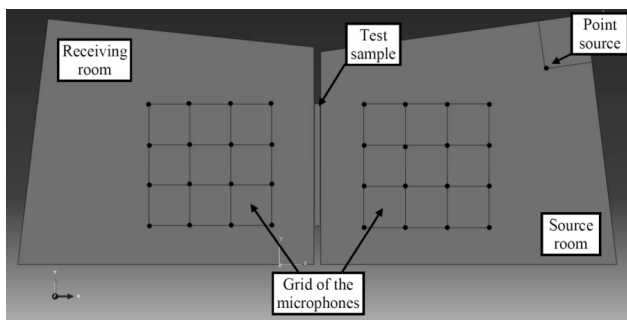 Receiving
room
Test
sample
Point
source
Source
room
Grid of the
microphones